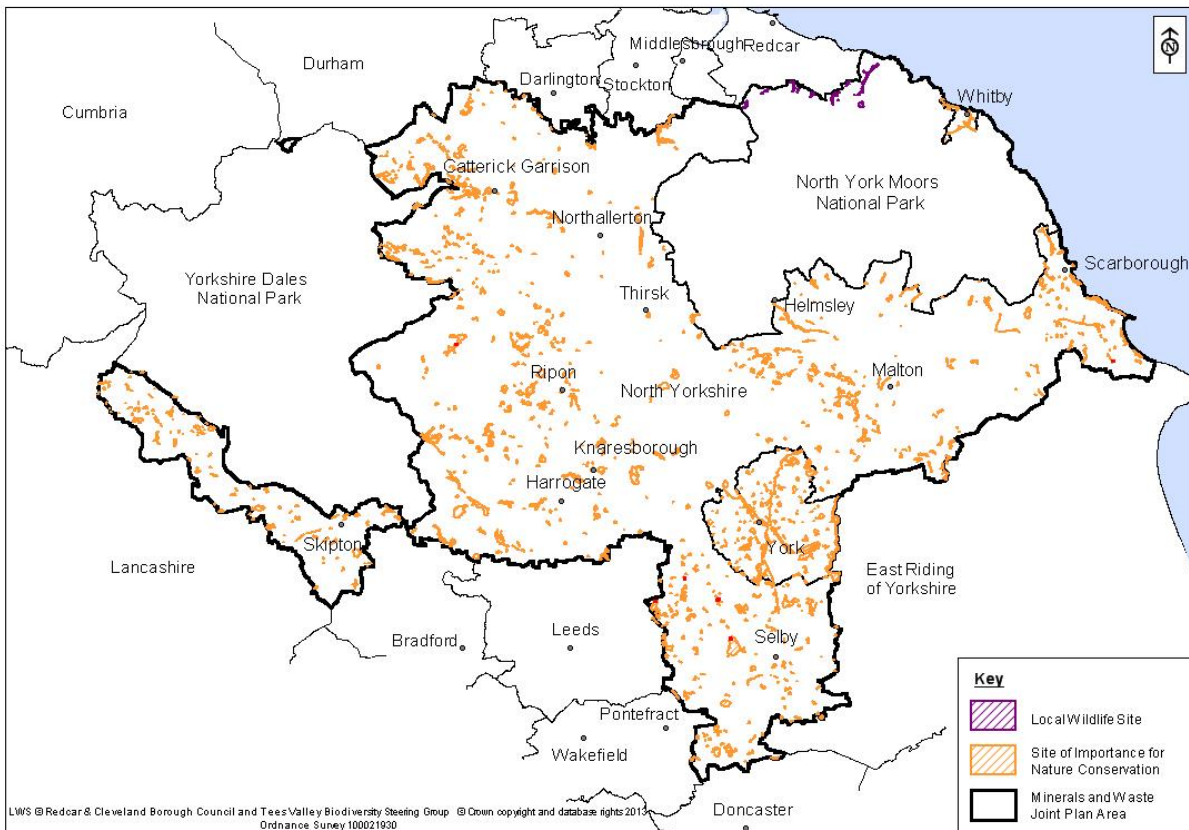 Middlesbrough
Redcar
Durham
Darlington
Stockton
Cumbria
Whitby
N
Catterick Garrison
North York Moors
National Park
Northallerton
Scarborough
Yorkshire Dales
National Park
Thirsk
Helmsley
Ripon
North Yorkshire
Malton
Knaresborough
Harrogate
Skipton
York
Lancashire
East Riding
of Yorkshire
Bradford
Leeds
Selby
Pontefract
Wakefield
Doncaster
Key
Local Wildlife Site
Site of Importance for
Nature Conservation
Minerals and Waste
Joint Plan Area
LWS © Redcar & Cleveland Borough Council and Tees Valley Biodiversity Steering Group © Crown copyright and database rights 2013
Ordnance Survey 100021930